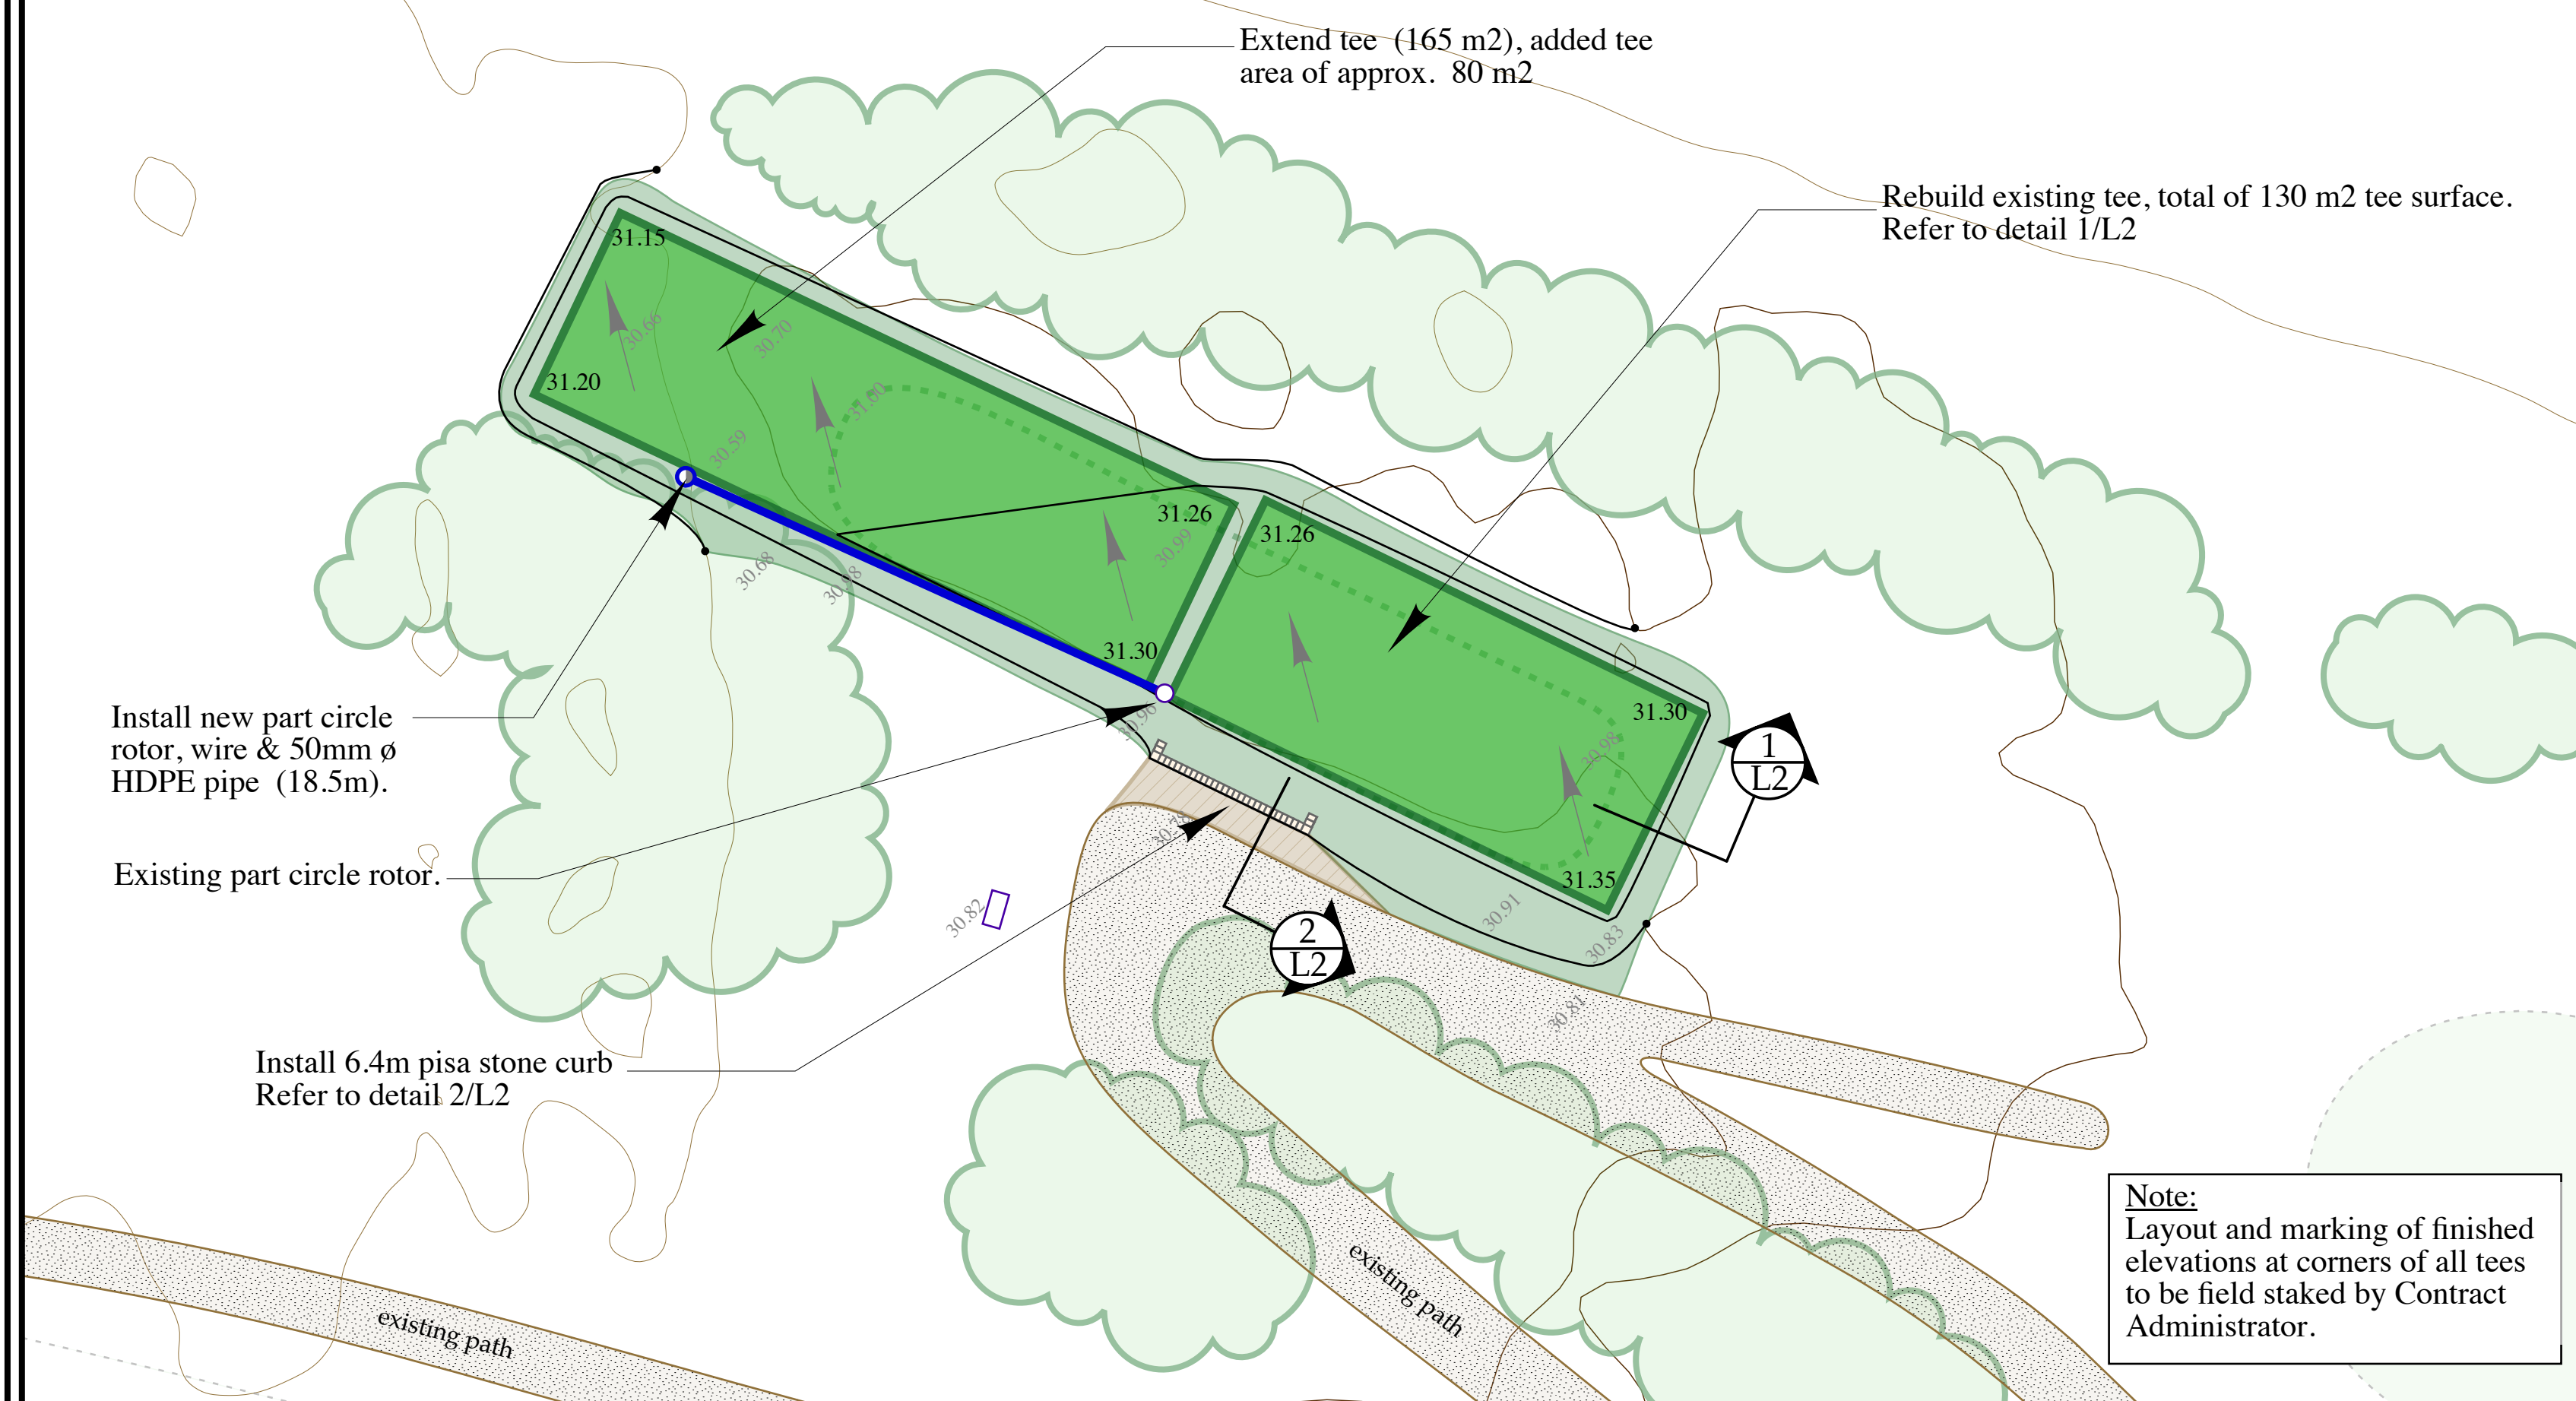 Extend tee (165 m2), added tee
area of approx. 80 m2
Rebuild existing tee, total of 130 m2 tee surface.
Refer to detail 1/L2
31.15
30.66
30.70
31.20
31.00
30.59
31.26
31.26
30.99
30.68
30.98
31.30
30.96
31.30
30.98
1
L2
Install new part circle
rotor, wire & 50mm ø
HDPE pipe (18.5m).
Existing part circle rotor.
31.35
30.82
30.91
30.83
2
L2
30.81
Install 6.4m pisa stone curb
Refer to detail 2/L2
Note:
Layout and marking of finished
elevations at corners of all tees
to be field staked by Contract
Administrator.
existing path
existing path